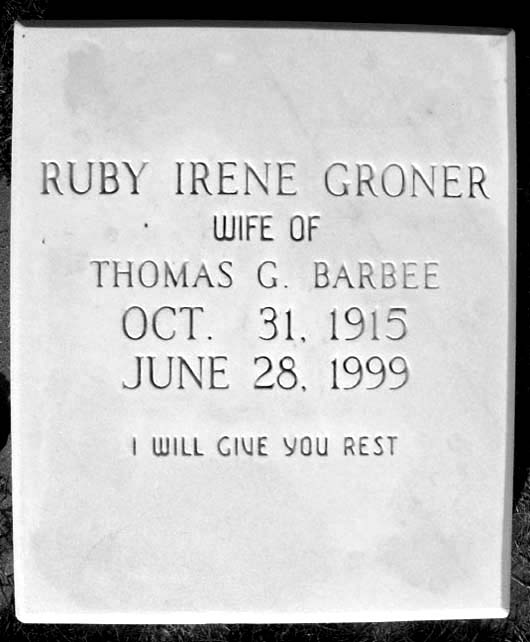 RUBY IRENE GRONER
WIFE OF
THOMAS G. BARBEE
OCT. 31, 1915
JUNE 28, 1999
I WILL GIVE YOU REST